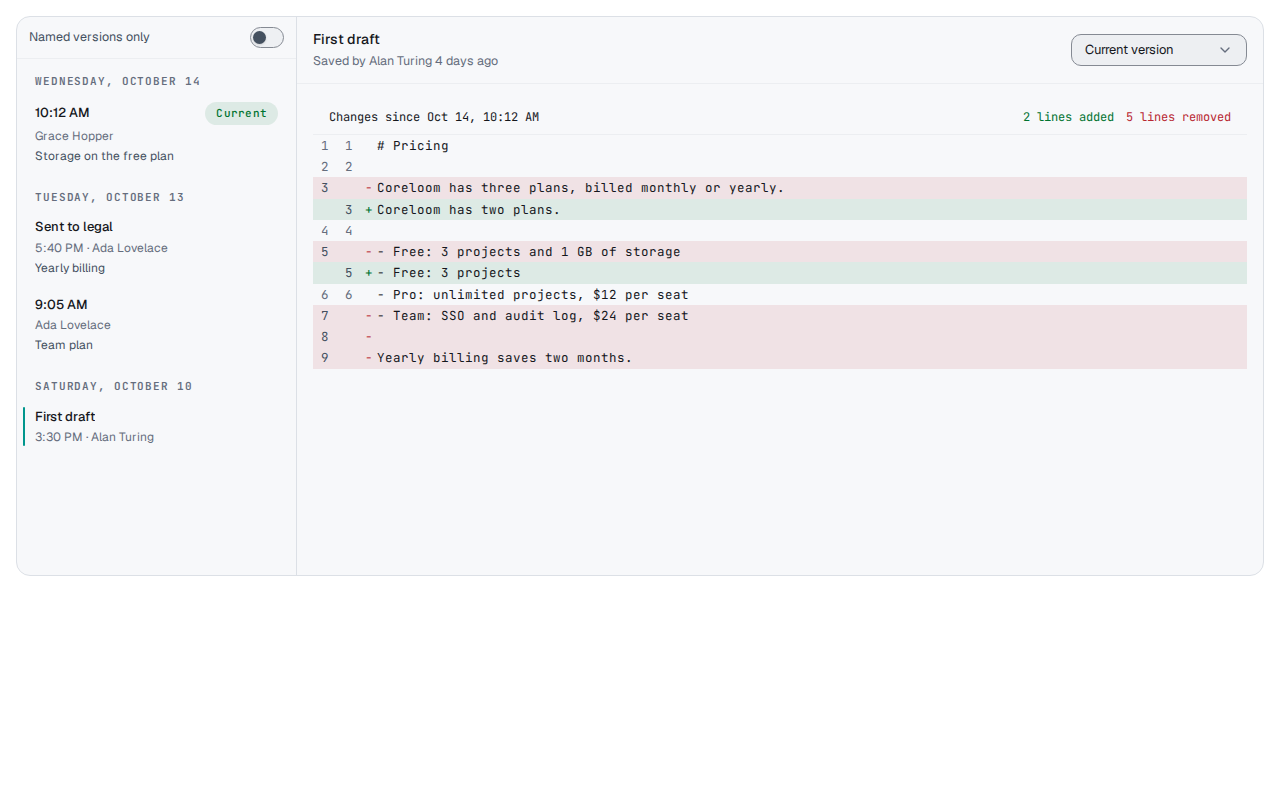 Named versions only
WEDNESDAY, OCTOBER 14
10:12 AM
Current
Grace Hopper
Storage on the free plan
TUESDAY, OCTOBER 13
Sent to legal
5:40 PM · Ada Lovelace
Yearly billing
9:05 AM
Ada Lovelace
Team plan
SATURDAY, OCTOBER 10
First draft
3:30 PM · Alan Turing
First draft
Saved by Alan Turing 4 days ago
Current version
Changes since Oct 14, 10:12 AM
2 lines added 5 lines removed
1 1 # Pricing
2 2
3 - Coreloom has three plans, billed monthly or yearly.
3 + Coreloom has two plans.
4 4
5 - - Free: 3 projects and 1 GB of storage
5 + - Free: 3 projects
6 6 - Pro: unlimited projects, $12 per seat
7 - - Team: SSO and audit log, $24 per seat
8 -
9 - Yearly billing saves two months.